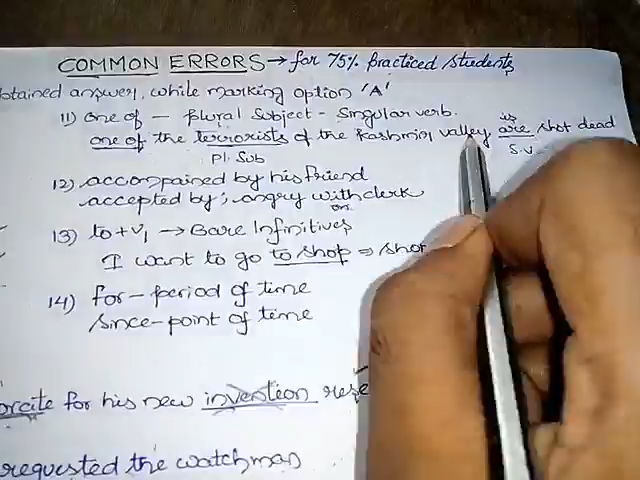 COMMON ERRORS → for 75% practiced students
obtained answer, while marking option 'A'
11) one of — plural subject - singular verb.
is
one of the terrorists of the Kashmir valley are shot dead
Pl. Sub S.V
12) accompained by his friend
accepted by; angry with clerk
on
13) to+V1 → Bare Infinitives
I want to go to shop ⇒ shop
14) for - period of time
since - point of time
for his new invention
requested the watchman